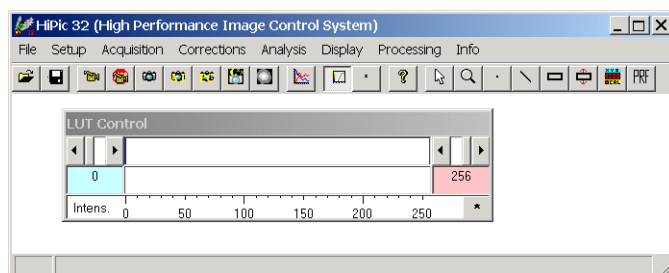 HiPic 32 (High Performance Image Control System)
File Setup Acquisition Corrections Analysis Display Processing Info
PRF
LUT Control
0 256
Intens. 0 50 100 150 200 250 *